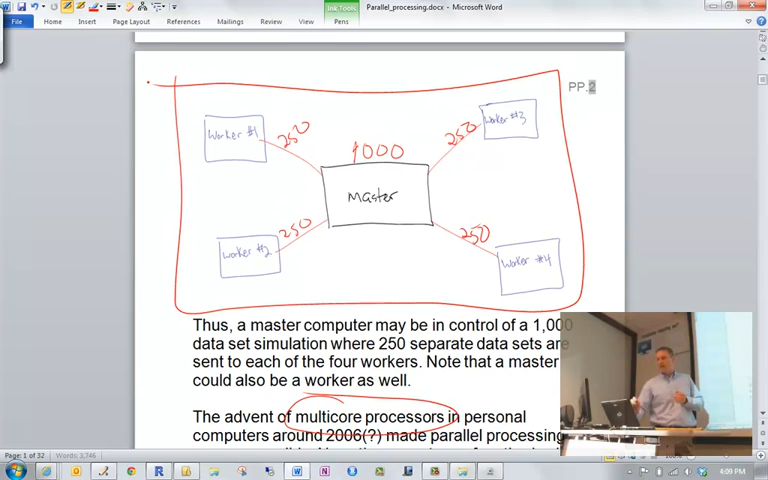 Ink Tools
Parallel_processing.docx - Microsoft Word
File
Home
Insert
Page Layout
References
Mailings
Review
View
Pens
PP.2
Worker #1
250
1000
250
Worker #3
Master
Worker #2
250
250
Worker #4
Thus, a master computer may be in control of a 1,000
data set simulation where 250 separate data sets are
sent to each of the four workers. Note that a master
could also be a worker as well.
The advent of multicore processors in personal
computers around 2006(?) made parallel processing
Page: 1 of 32
Words: 3,746
4:09 PM